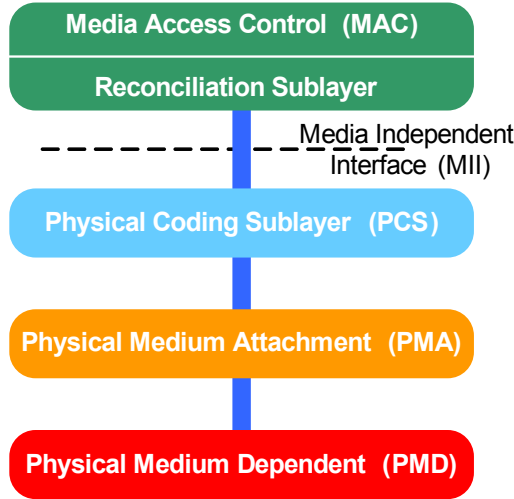 Media Access Control (MAC)
Reconciliation Sublayer
Media Independent
Interface (MII)
Physical Coding Sublayer (PCS)
Physical Medium Attachment (PMA)
Physical Medium Dependent (PMD)